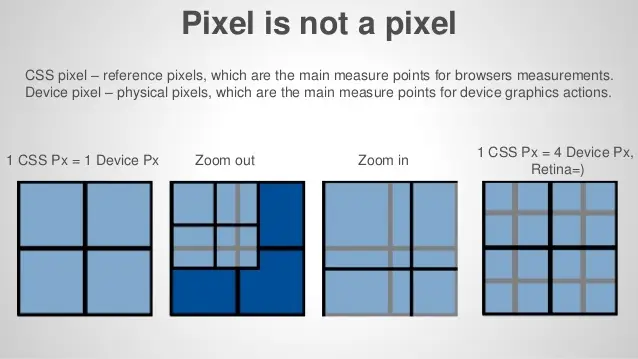 Pixel is not a pixel
CSS pixel – reference pixels, which are the main measure points for browsers measurements.
Device pixel – physical pixels, which are the main measure points for device graphics actions.
1 CSS Px = 1 Device Px
Zoom out
Zoom in
1 CSS Px = 4 Device Px,
Retina=)